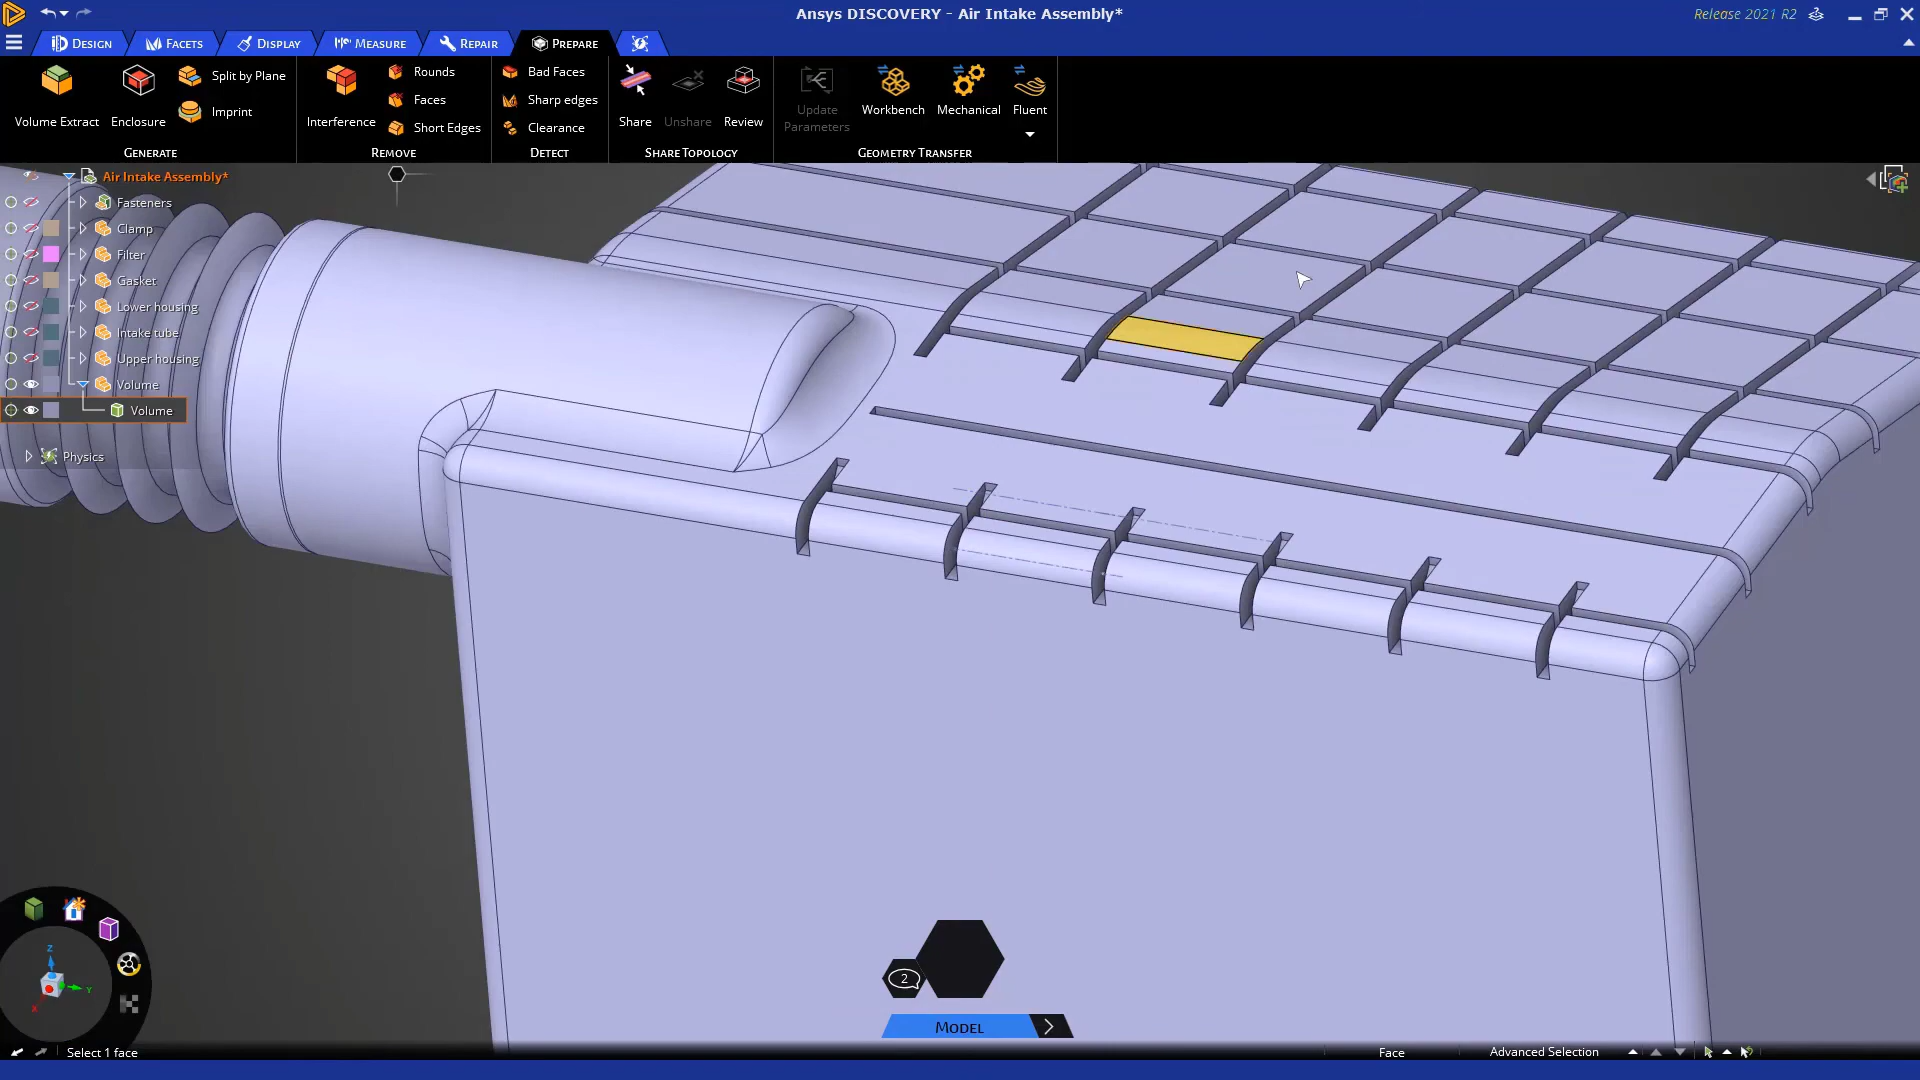 Ansys DISCOVERY - Air Intake Assembly*
Release 2021 R2
DESIGN
FACETS
DISPLAY
MEASURE
REPAIR
PREPARE
Volume Extract
Enclosure
Split by Plane
Imprint
GENERATE
Interference
Rounds
Faces
Short Edges
REMOVE
Bad Faces
Sharp edges
Clearance
DETECT
Share
Unshare
Review
SHARE TOPOLOGY
Update
Parameters
Workbench
Mechanical
Fluent
GEOMETRY TRANSFER
Air Intake Assembly*
Fasteners
Clamp
Filter
Gasket
Lower housing
Intake tube
Upper housing
Volume
Volume
Physics
Z
Y
X
2
MODEL
Select 1 face
Face
Advanced Selection